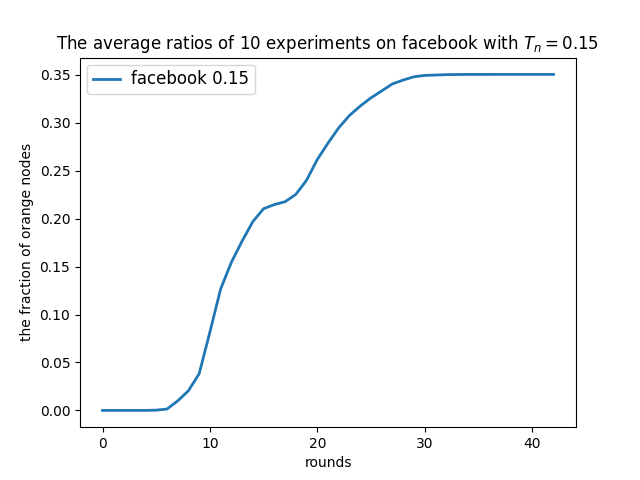 The average ratios of 10 experiments on facebook with Tₙ = 0.15
facebook 0.15
0.35
0.30
0.25
0.20
0.15
0.10
0.05
0.00
the fraction of orange nodes
0 10 20 30 40
rounds